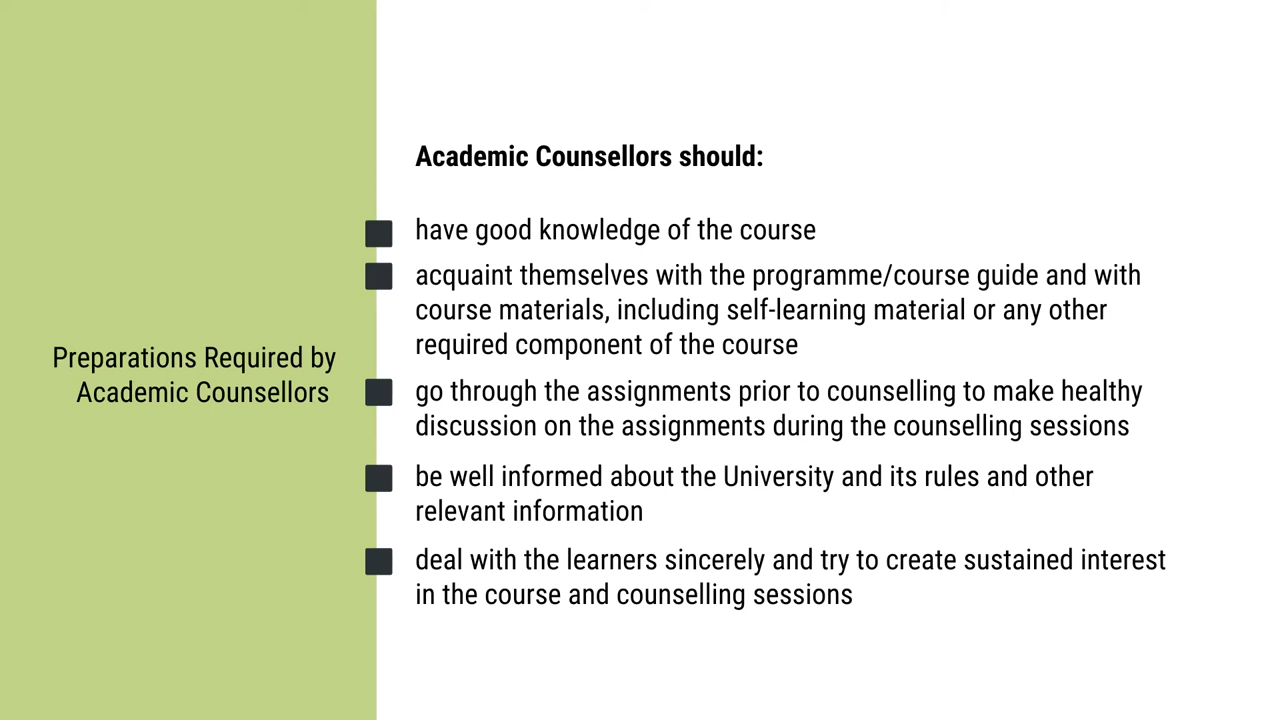 Preparations Required by
Academic Counsellors
Academic Counsellors should:
have good knowledge of the course
acquaint themselves with the programme/course guide and with
course materials, including self-learning material or any other
required component of the course
go through the assignments prior to counselling to make healthy
discussion on the assignments during the counselling sessions
be well informed about the University and its rules and other
relevant information
deal with the learners sincerely and try to create sustained interest
in the course and counselling sessions